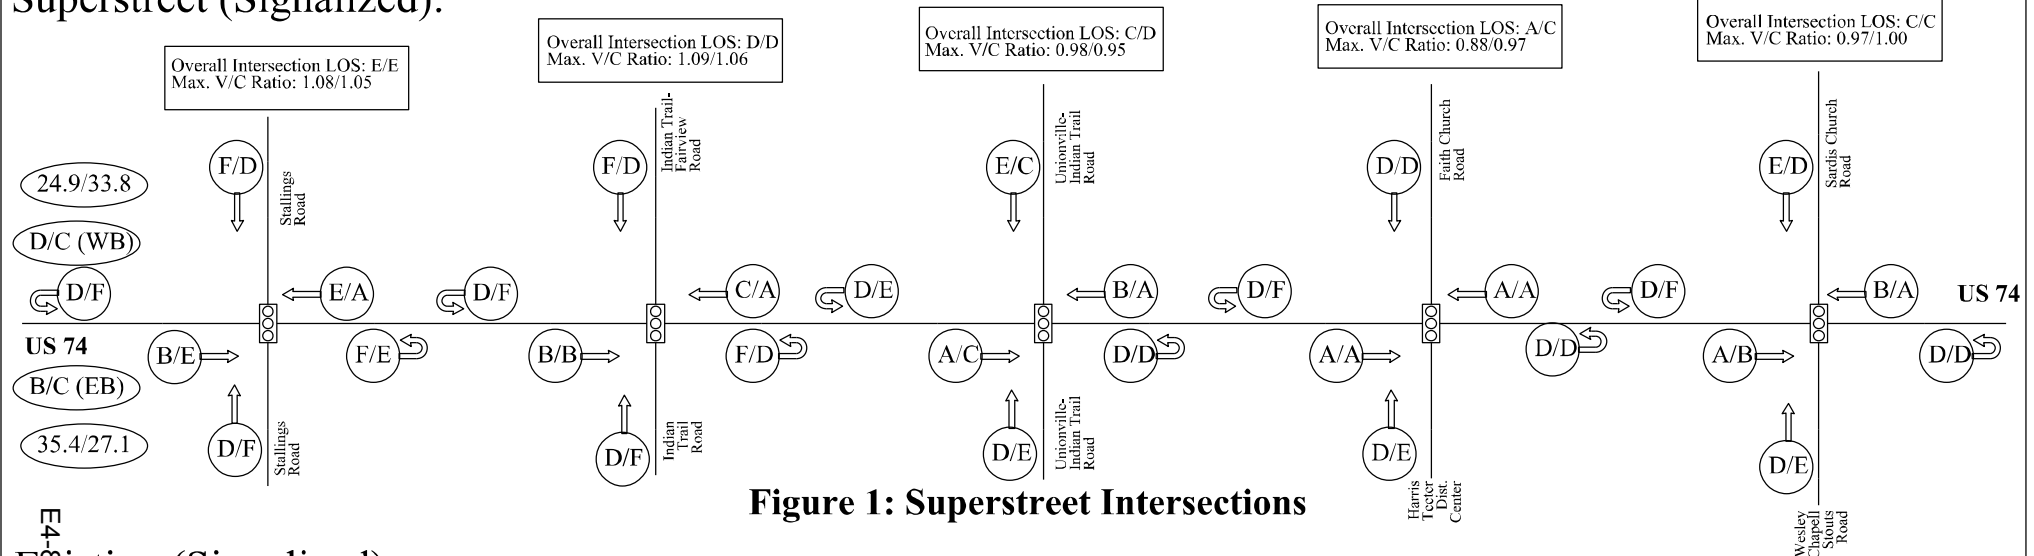 Superstreet (Signalized):
Overall Intersection LOS: E/E
Max. V/C Ratio: 1.08/1.05
Overall Intersection LOS: D/D
Max. V/C Ratio: 1.09/1.06
Overall Intersection LOS: C/D
Max. V/C Ratio: 0.98/0.95
Overall Intersection LOS: A/C
Max. V/C Ratio: 0.88/0.97
Overall Intersection LOS: C/C
Max. V/C Ratio: 0.97/1.00
F/D
Stallings
Road
F/D
Indian Trail-
Fairview
Road
E/C
Unionville-
Indian Trail
Road
D/D
Faith Church
Road
E/D
Sardis Church
Road
24.9/33.8
D/C (WB)
D/F
E/A
D/F
C/A
D/E
B/A
D/F
A/A
D/F
B/A
US 74
US 74
B/E
F/E
B/B
F/D
A/C
D/D
A/A
D/D
A/B
D/D
B/C (EB)
35.4/27.1
D/F
Stallings
Road
D/F
Indian
Trail
Road
D/E
Unionville-
Indian Trail
Road
D/E
Harris
Teeter
Dist.
Center
D/E
Wesley
Chapell
Stouts
Road
Figure 1: Superstreet Intersections